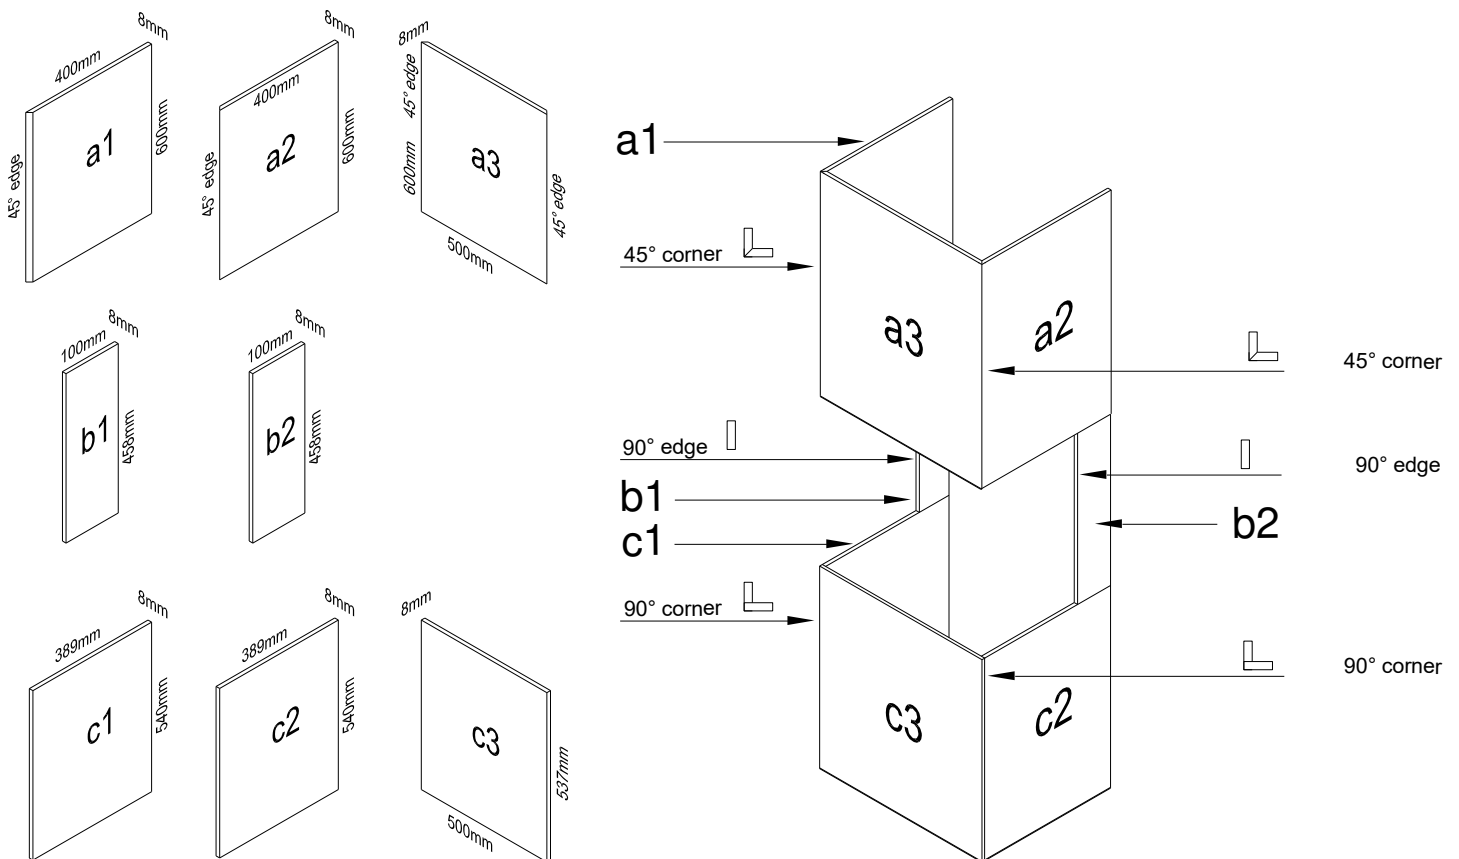 8mm
400mm
a1
600mm
45° edge
8mm
400mm
a2
600mm
45° edge
8mm
45° edge
a3
600mm
45° edge
500mm
8mm
100mm
b1
458mm
8mm
100mm
b2
458mm
8mm
389mm
c1
540mm
8mm
389mm
c2
540mm
8mm
c3
537mm
500mm
a1
45° corner
a3
a2
45° corner
90° edge
90° edge
b1
b2
c1
90° corner
90° corner
c3
c2